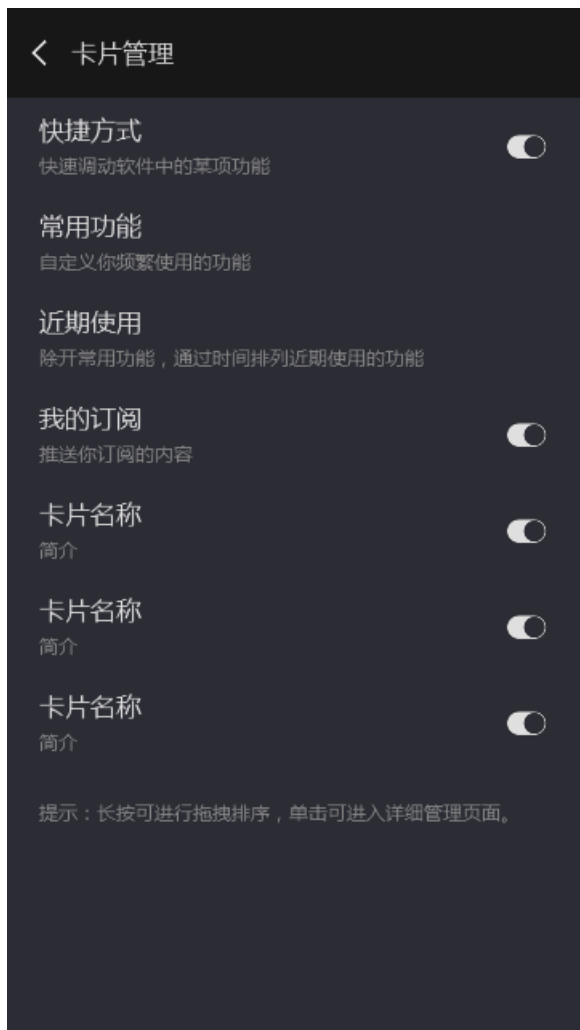 卡片管理
快捷方式
快速调动软件中的某项功能
常用功能
自定义你频繁使用的功能
近期使用
除开常用功能，通过时间排列近期使用的功能
我的订阅
推送你订阅的内容
卡片名称
简介
卡片名称
简介
卡片名称
简介
提示：长按可进行拖拽排序，单击可进入详细管理页面。